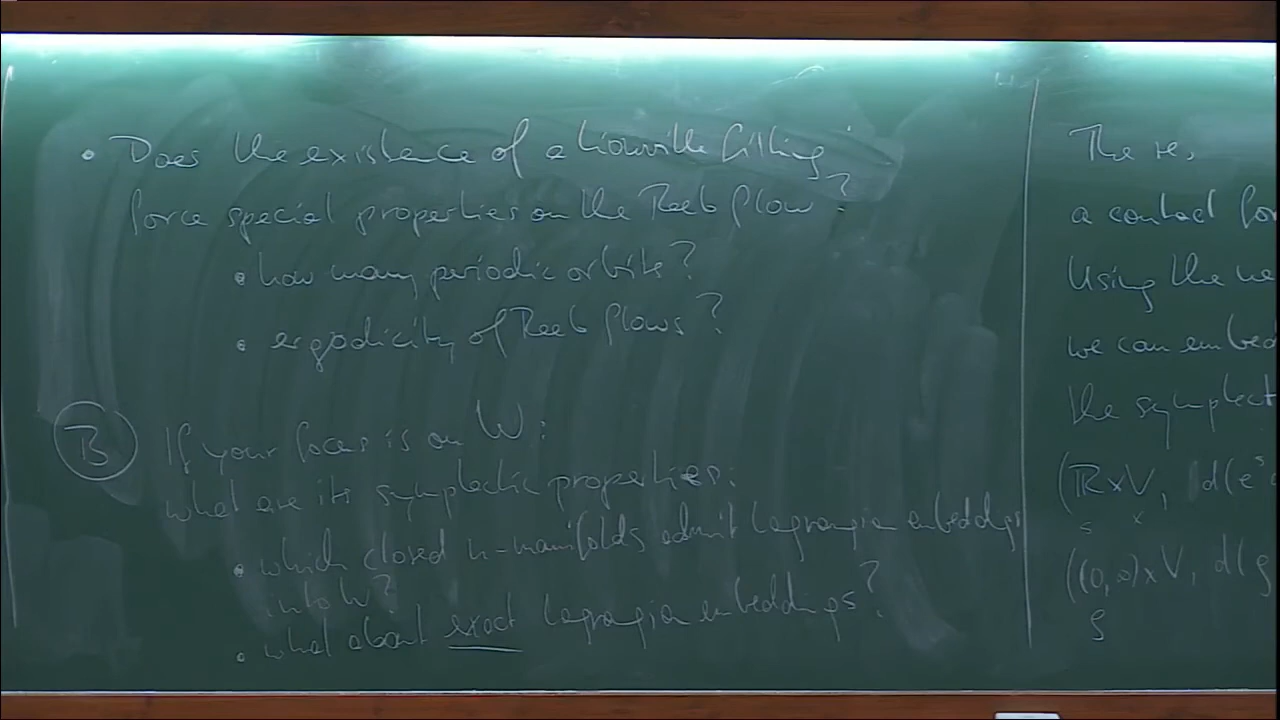 • Does the existence of a Liouville filling
force special properties on the Reeb flow?
• how many periodic orbits?
• ergodicity of Reeb flows?
B If your focus is on W:
what are its symplectic properties:
• which closed n-manifolds admit Lagrangian embeddings
into W?
• what about exact Lagrangian embeddings?
The
a contact for
Using the
we can embed
the symplect
(ℝ×V, d(e^s
s x
((0,∞)×V, d(ρ
ρ